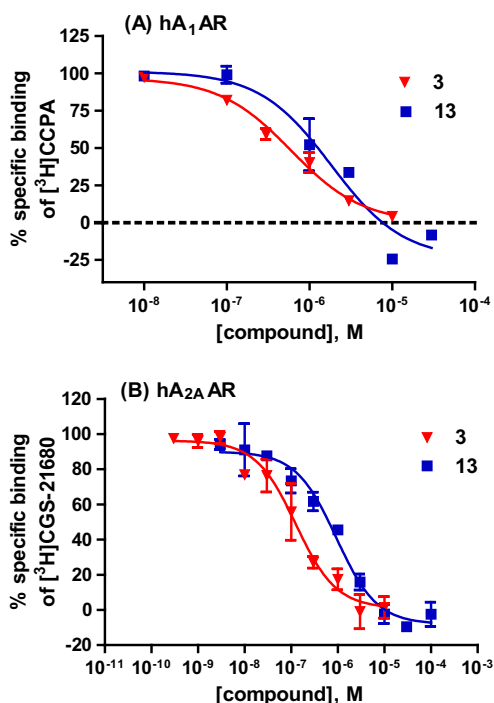 (A) hA₁AR
% specific binding
of [³H]CCPA
125
100
75
50
25
0
-25
3
13
10⁻⁸ 10⁻⁷ 10⁻⁶ 10⁻⁵ 10⁻⁴
[compound], M
(B) hA₂ₐAR
% specific binding
of [³H]CGS-21680
120
100
80
60
40
20
0
-20
3
13
10⁻¹¹ 10⁻¹⁰ 10⁻⁹ 10⁻⁸ 10⁻⁷ 10⁻⁶ 10⁻⁵ 10⁻⁴ 10⁻³
[compound], M